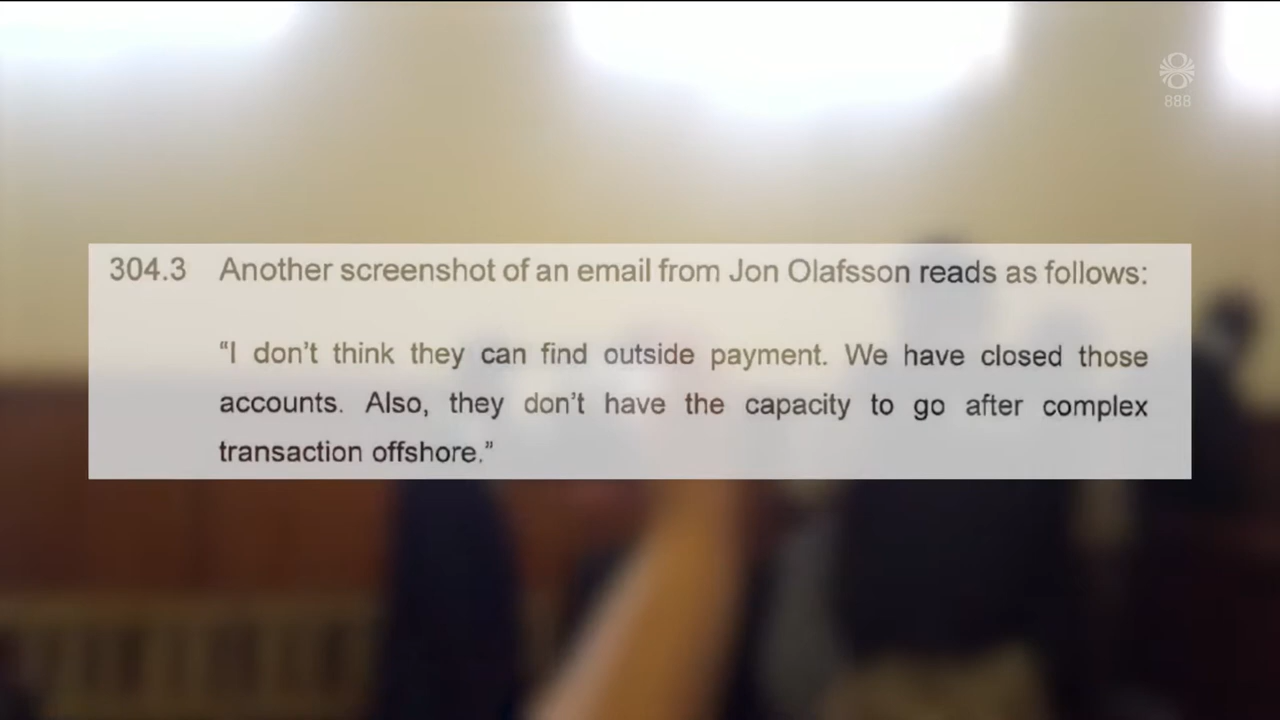 888
304.3 Another screenshot of an email from Jon Olafsson reads as follows:
“I don’t think they can find outside payment. We have closed those
accounts. Also, they don’t have the capacity to go after complex
transaction offshore.”